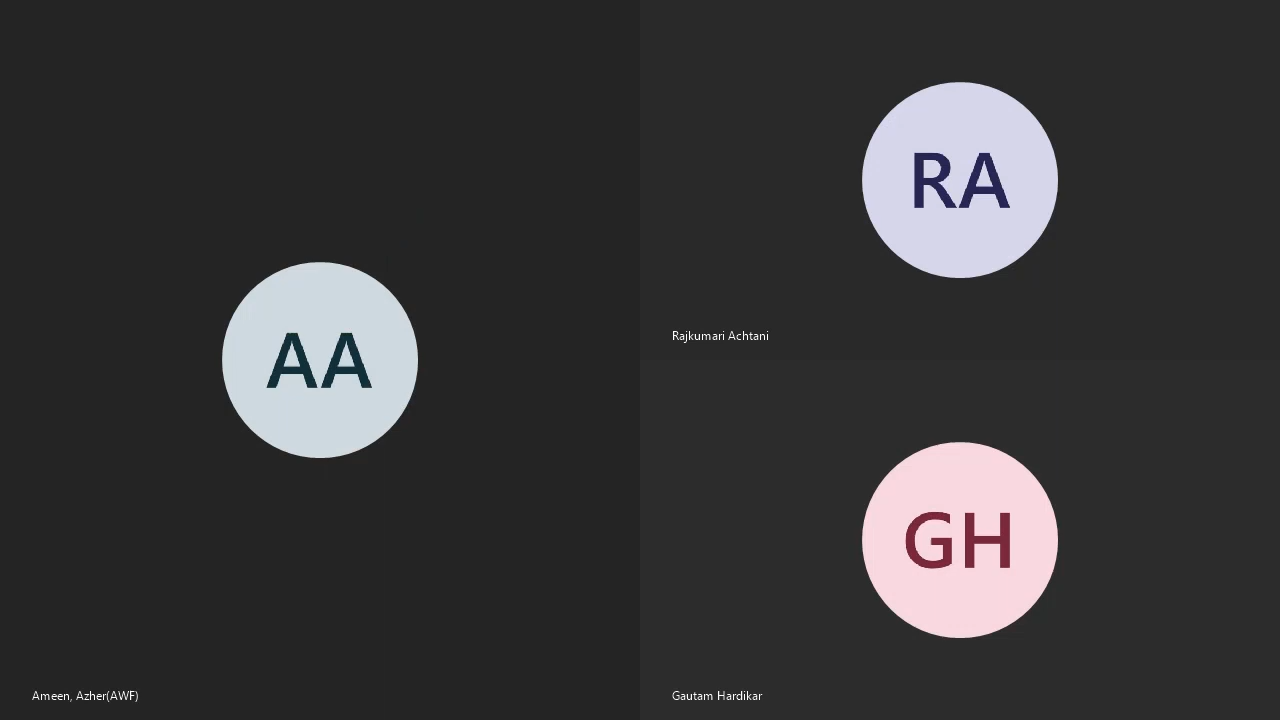 AA
Ameen, Azher(AWF)
RA
Rajkumari Achtani
GH
Gautam Hardikar